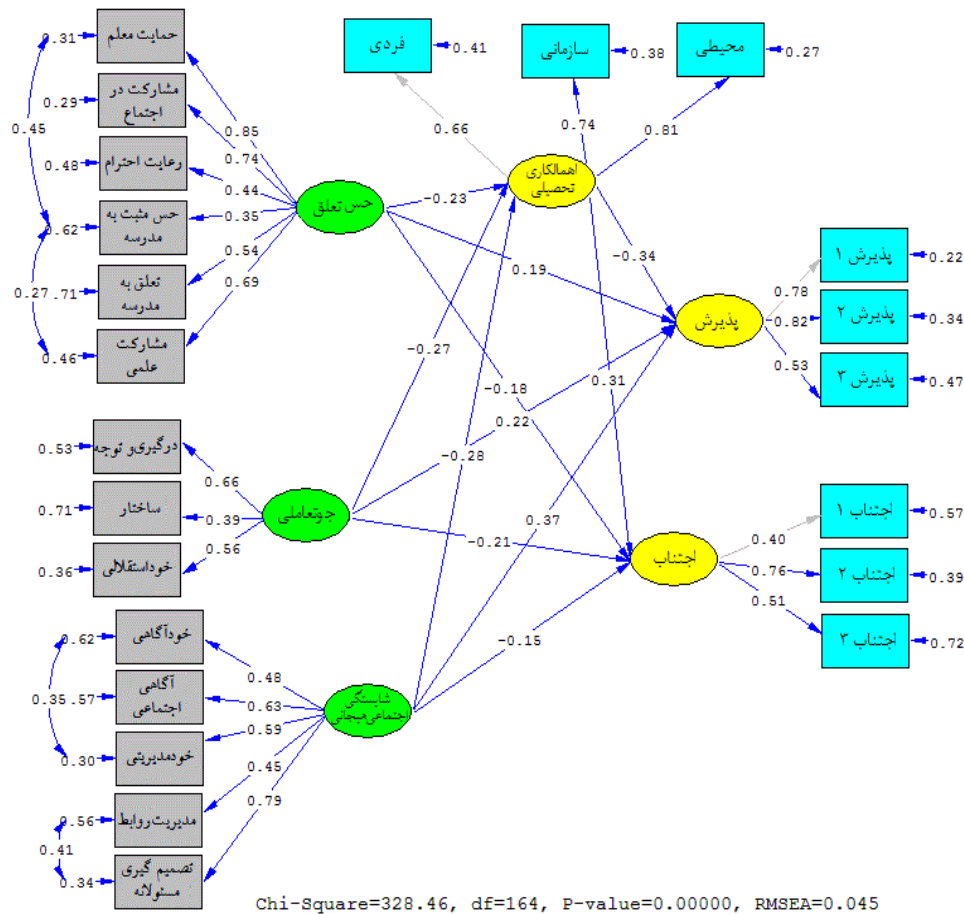 حمایت معلم
مشارکت در
اجتماع
رعایت احترام
حس مثبت به
مدرسه
تعلق به
مدرسه
مشارکت
علمی
0.31
0.29
0.48
0.62
.71
0.46
0.45
0.27
0.85
0.74
0.44
0.35
0.54
0.69
حس تعلق
فردی
0.41
سازمانی
0.38
محیطی
0.27
0.66
0.74
0.81
اهمالکاری
تحصیلی
-0.23
0.19
-0.34
-0.27
-0.18
0.31
0.22
-0.28
0.37
-0.21
-0.15
پذیرش
0.78
0.82
0.53
پذیرش ۱
0.22
پذیرش ۲
0.34
پذیرش ۳
0.47
درگیری‌و توجه
ساختار
خوداستقلالی
0.53
0.71
0.36
0.66
0.39
0.56
جوتعاملی
اجتناب
0.40
0.76
0.51
اجتناب ۱
0.57
اجتناب ۲
0.39
اجتناب ۳
0.72
خودآگاهی
آگاهی
اجتماعی
خودمدیریتی
مدیریت روابط
تصمیم گیری
مسئولانه
0.62
.57
0.30
0.56
0.34
0.35
0.41
0.48
0.63
0.59
0.45
0.79
شایستگی
اجتماعی‌هیجانی
Chi-Square=328.46, df=164, P-value=0.00000, RMSEA=0.045